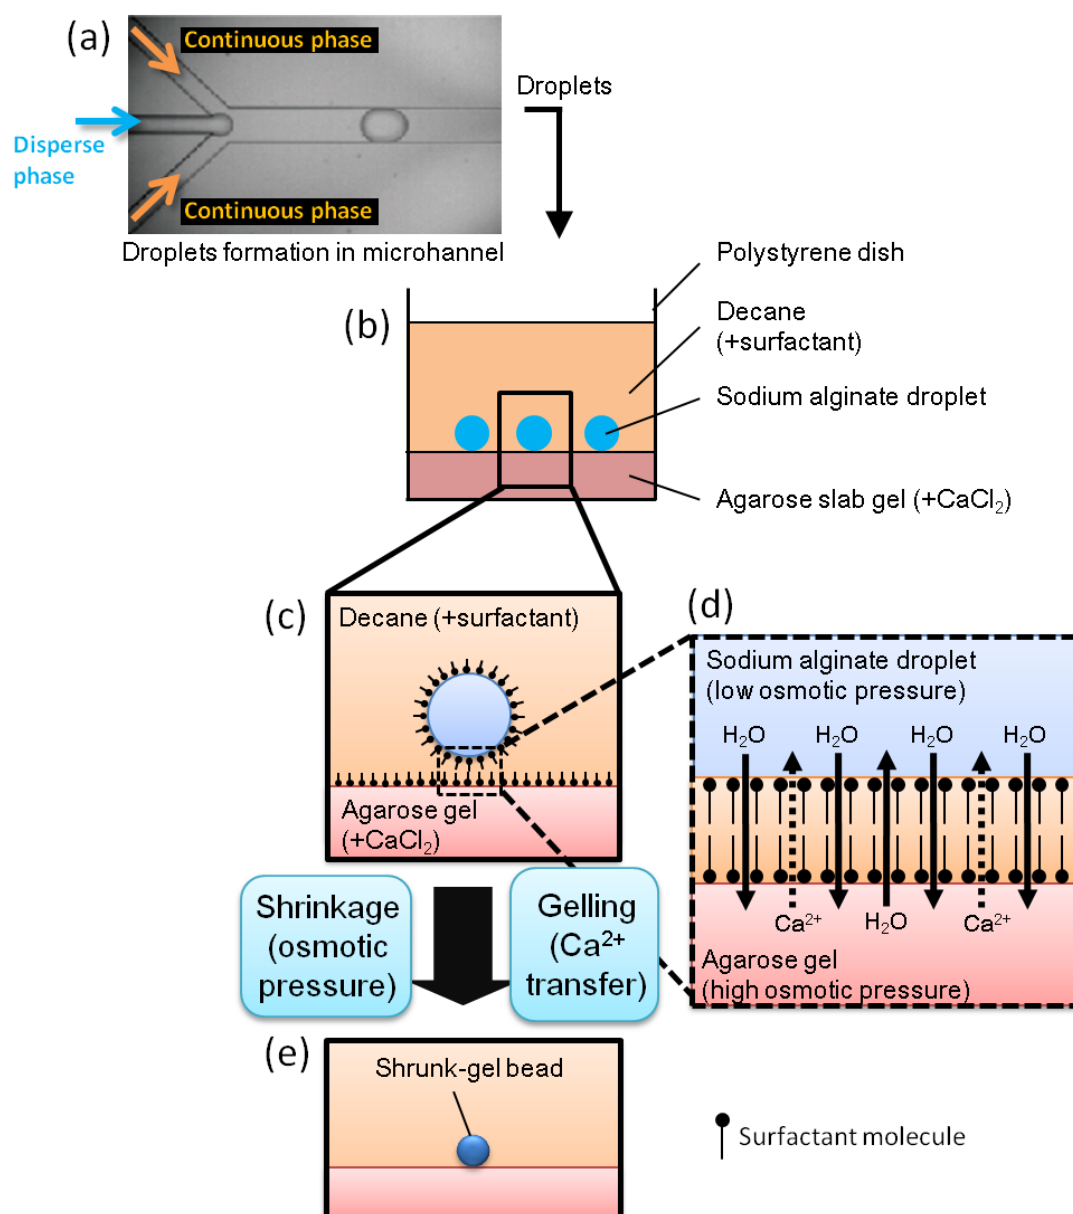 (a)
Continuous phase
Disperse
phase
Continuous phase
Droplets formation in microhannel
Droplets
(b)
Polystyrene dish
Decane
(+surfactant)
Sodium alginate droplet
Agarose slab gel (+CaCl₂)
(c)
Decane (+surfactant)
Agarose gel
(+CaCl₂)
(d)
Sodium alginate droplet
(low osmotic pressure)
H₂O H₂O H₂O H₂O
Ca²⁺ H₂O Ca²⁺
Agarose gel
(high osmotic pressure)
Shrinkage
(osmotic
pressure)
Gelling
(Ca²⁺
transfer)
(e)
Shrunk-gel bead
Surfactant molecule